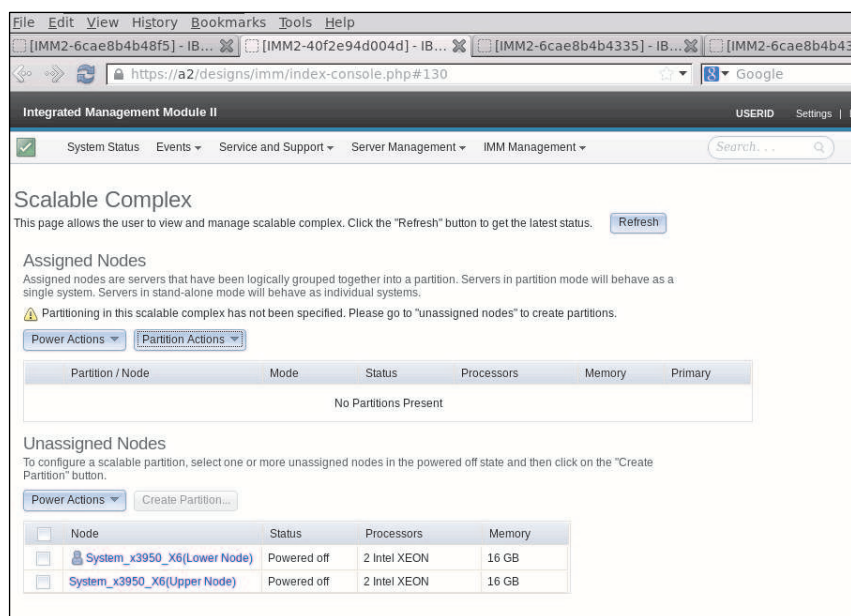 File Edit View History Bookmarks Tools Help
[IMM2-6cae8b4b48f5] - IB... [IMM2-40f2e94d004d] - IB... [IMM2-6cae8b4b4335] - IB... [IMM2-6cae8b4b43
https://a2/designs/imm/index-console.php#130 Google
Integrated Management Module II USERID Settings |
System Status Events Service and Support Server Management IMM Management Search...
Scalable Complex
This page allows the user to view and manage scalable complex. Click the "Refresh" button to get the latest status. Refresh
Assigned Nodes
Assigned nodes are servers that have been logically grouped together into a partition. Servers in partition mode will behave as a
single system. Servers in stand-alone mode will behave as individual systems.
Partitioning in this scalable complex has not been specified. Please go to "unassigned nodes" to create partitions.
Power Actions Partition Actions
Partition / Node Mode Status Processors Memory Primary
No Partitions Present
Unassigned Nodes
To configure a scalable partition, select one or more unassigned nodes in the powered off state and then click on the "Create
Partition" button.
Power Actions Create Partition...
Node Status Processors Memory
System_x3950_X6(Lower Node) Powered off 2 Intel XEON 16 GB
System_x3950_X6(Upper Node) Powered off 2 Intel XEON 16 GB